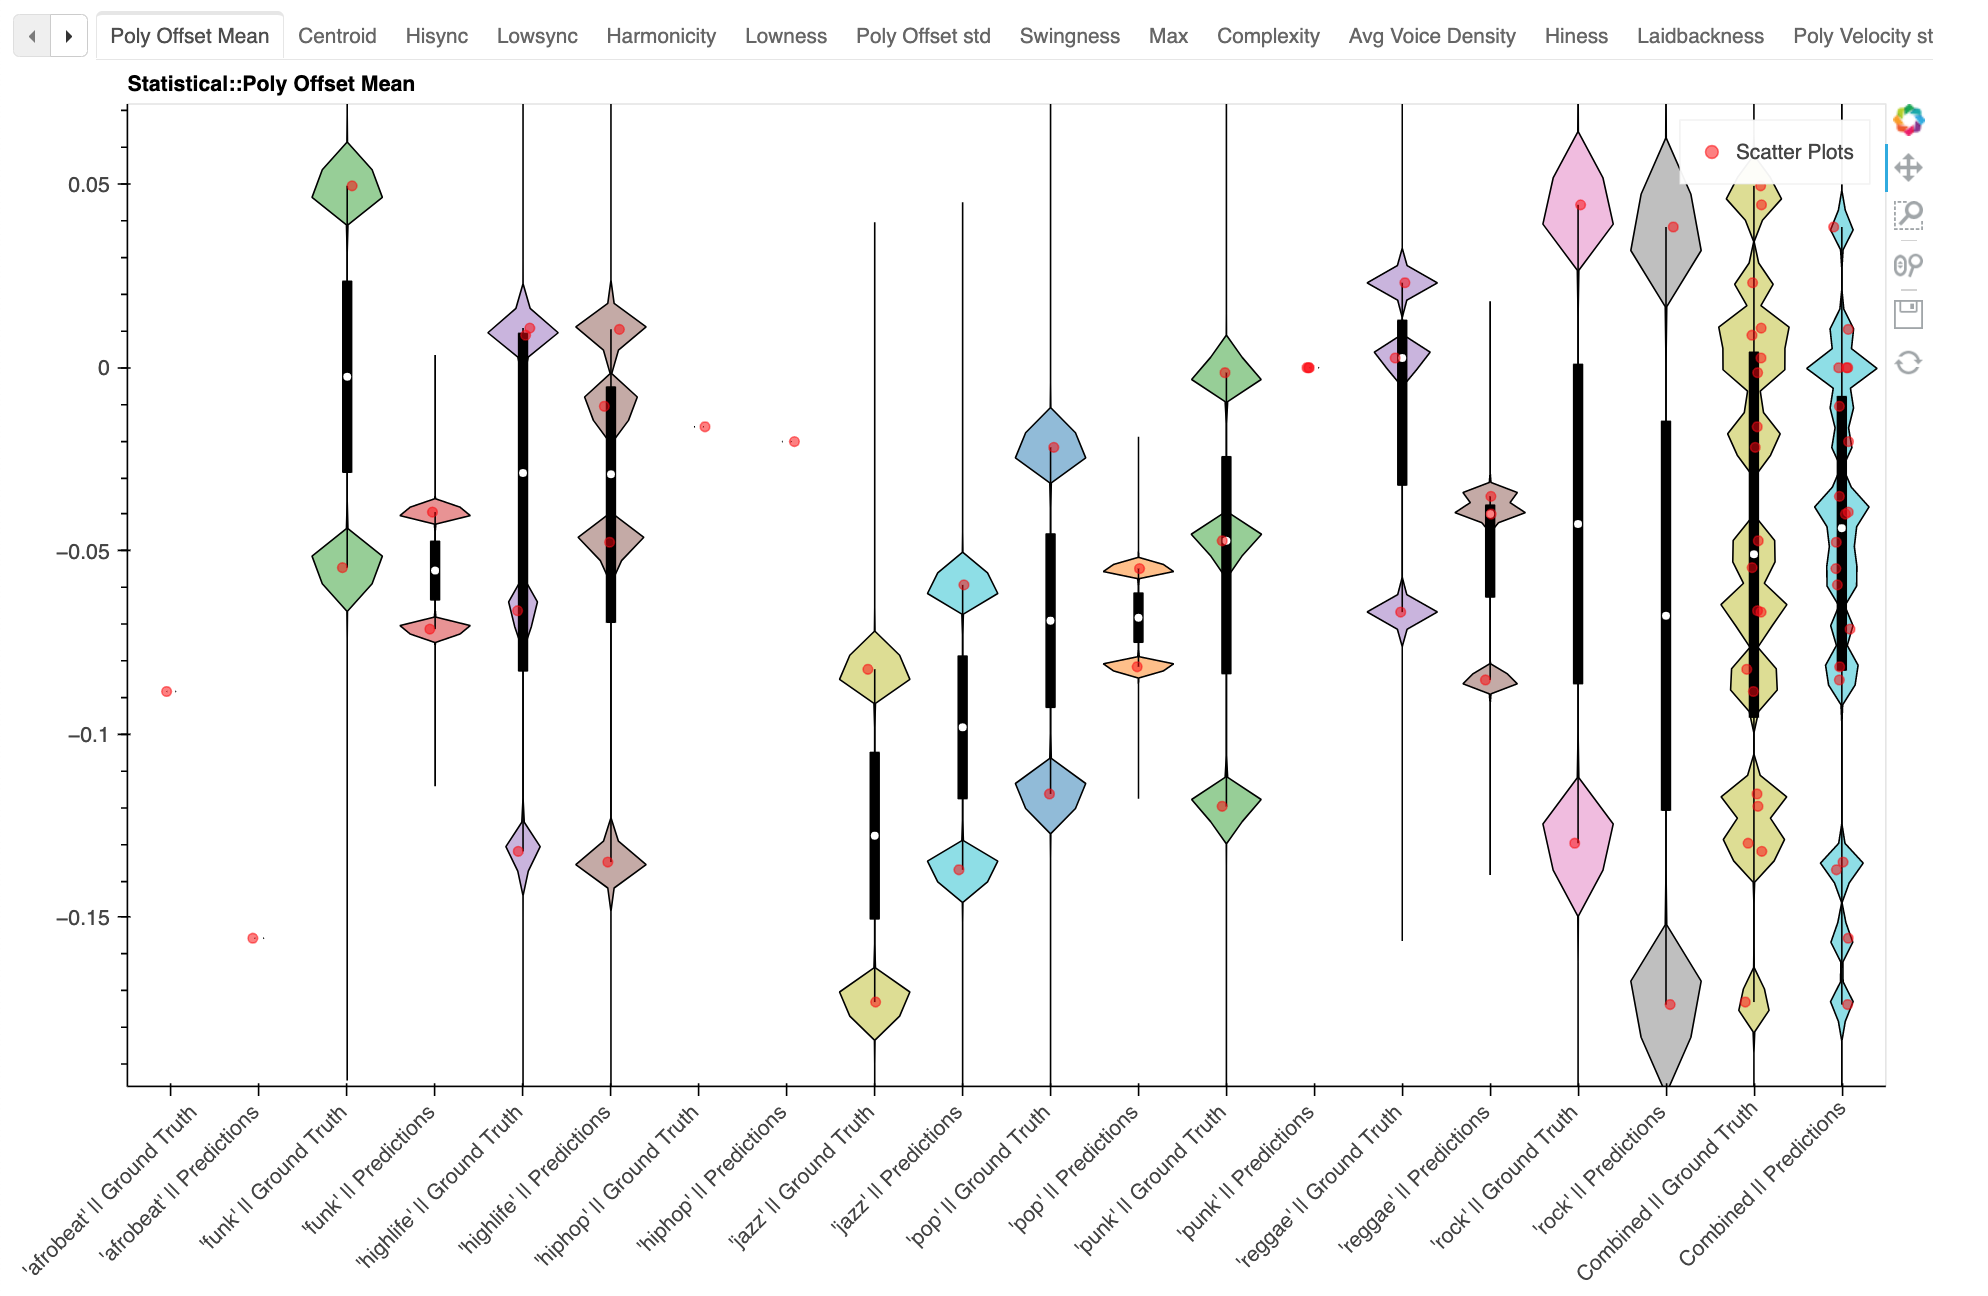 Poly Offset Mean Centroid Hisync Lowsync Harmonicity Lowness Poly Offset std Swingness Max Complexity Avg Voice Density Hiness Laidbackness Poly Velocity st
Statistical::Poly Offset Mean
Scatter Plots
0.05
0
−0.05
−0.1
−0.15
'afrobeat' || Ground Truth
'afrobeat' || Predictions
'funk' || Ground Truth
'funk' || Predictions
'highlife' || Ground Truth
'highlife' || Predictions
'hiphop' || Ground Truth
'hiphop' || Predictions
'jazz' || Ground Truth
'jazz' || Predictions
'pop' || Ground Truth
'pop' || Predictions
'punk' || Ground Truth
'punk' || Predictions
'reggae' || Ground Truth
'reggae' || Predictions
'rock' || Ground Truth
'rock' || Predictions
Combined || Ground Truth
Combined || Predictions